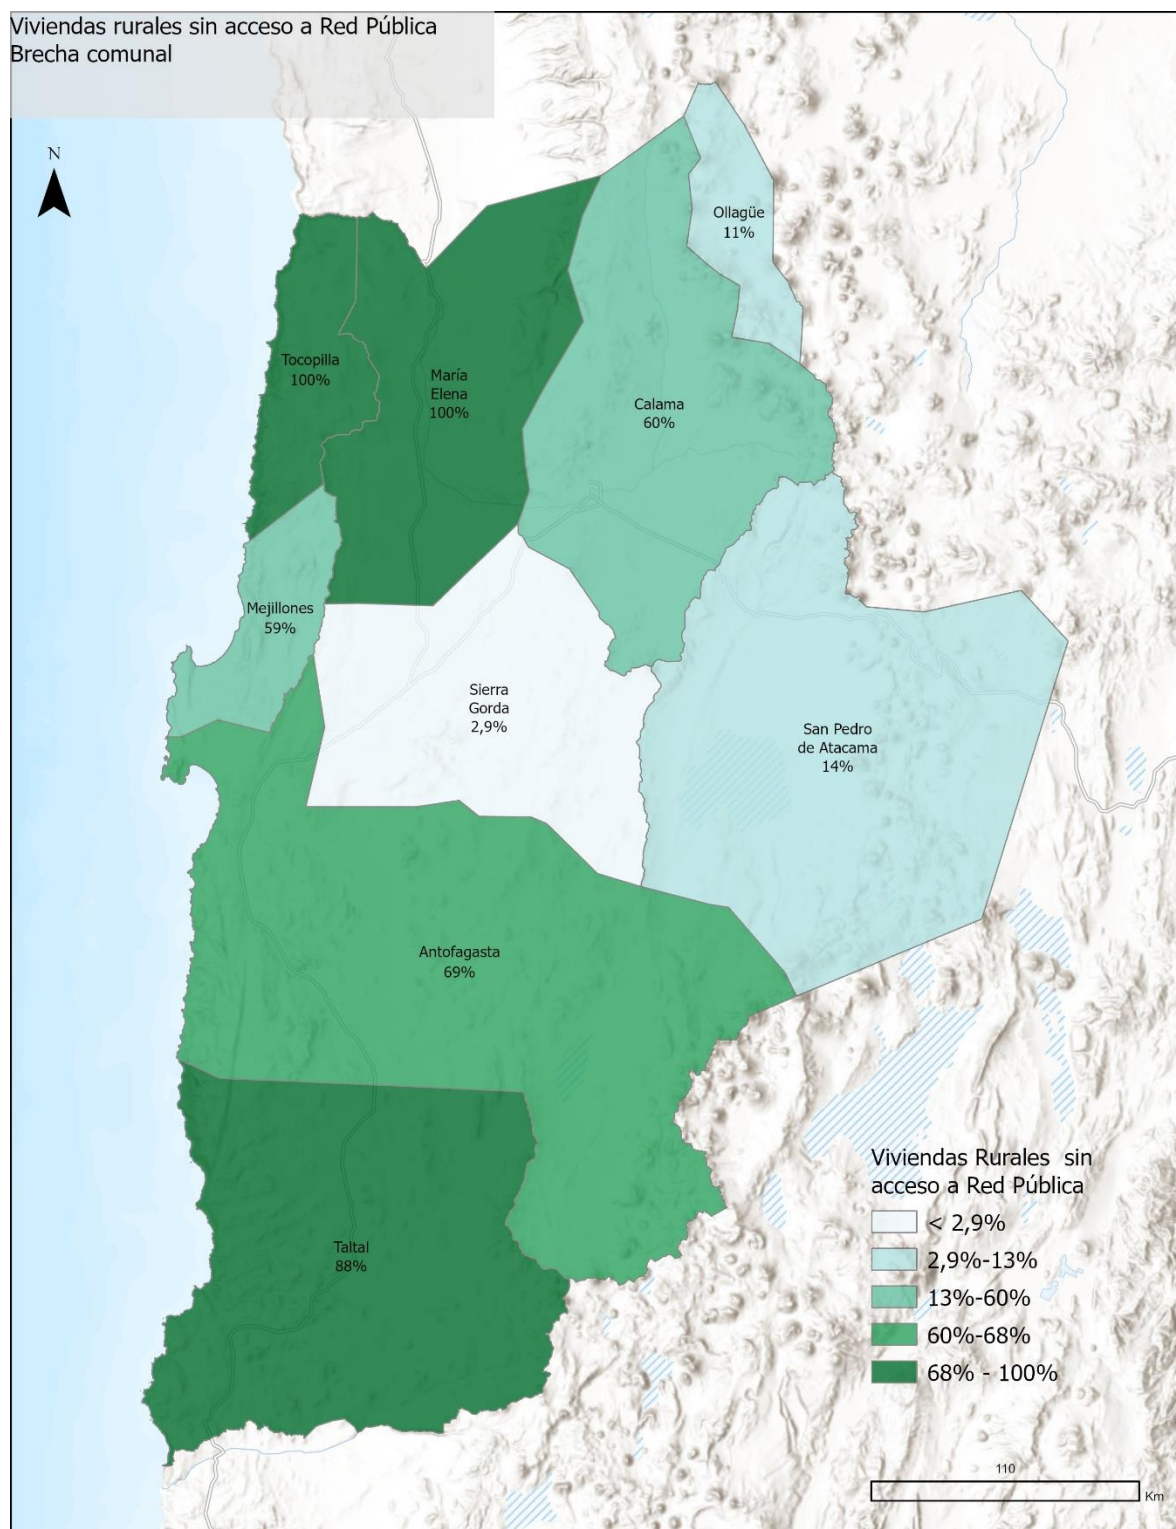 Viviendas rurales sin acceso a Red Pública
Brecha comunal
N
Ollagüe
11%
Tocopilla
100%
María
Elena
100%
Calama
60%
Mejillones
59%
Sierra
Gorda
2,9%
San Pedro
de Atacama
14%
Antofagasta
69%
Taltal
88%
Viviendas Rurales sin
acceso a Red Pública
< 2,9%
2,9%-13%
13%-60%
60%-68%
68% - 100%
110
Km